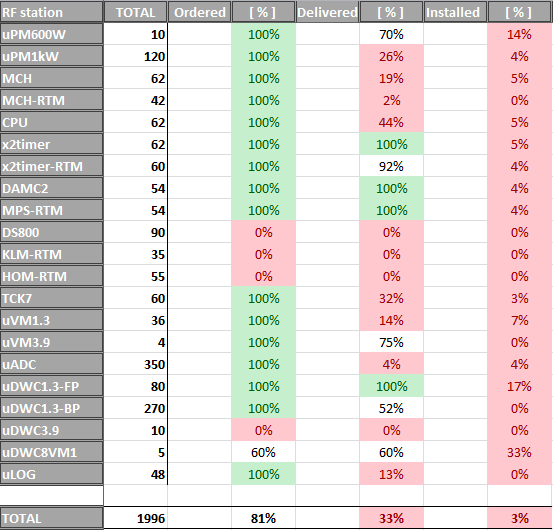 RF station TOTAL Ordered [ % ] Delivered [ % ] Installed [ % ]
uPM600W 10 100% 70% 14%
uPM1kW 120 100% 26% 4%
MCH 62 100% 19% 5%
MCH-RTM 42 100% 2% 0%
CPU 62 100% 44% 5%
x2timer 62 100% 100% 5%
x2timer-RTM 60 100% 92% 4%
DAMC2 54 100% 100% 4%
MPS-RTM 54 100% 100% 4%
DS800 90 0% 0% 0%
KLM-RTM 35 0% 0% 0%
HOM-RTM 55 0% 0% 0%
TCK7 60 100% 32% 3%
uVM1.3 36 100% 14% 7%
uVM3.9 4 100% 75% 0%
uADC 350 100% 4% 4%
uDWC1.3-FP 80 100% 100% 17%
uDWC1.3-BP 270 100% 52% 0%
uDWC3.9 10 0% 0% 0%
uDWC8VM1 5 60% 60% 33%
uLOG 48 100% 13% 0%
TOTAL 1996 81% 33% 3%